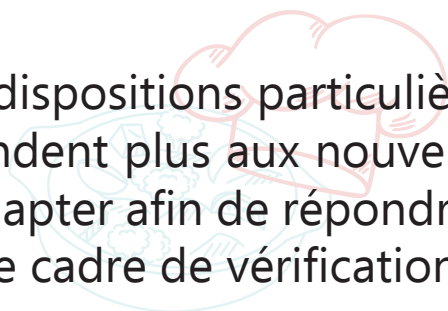 dispositions particuliè
ndent plus aux nouve
apter afin de répondr
e cadre de vérification